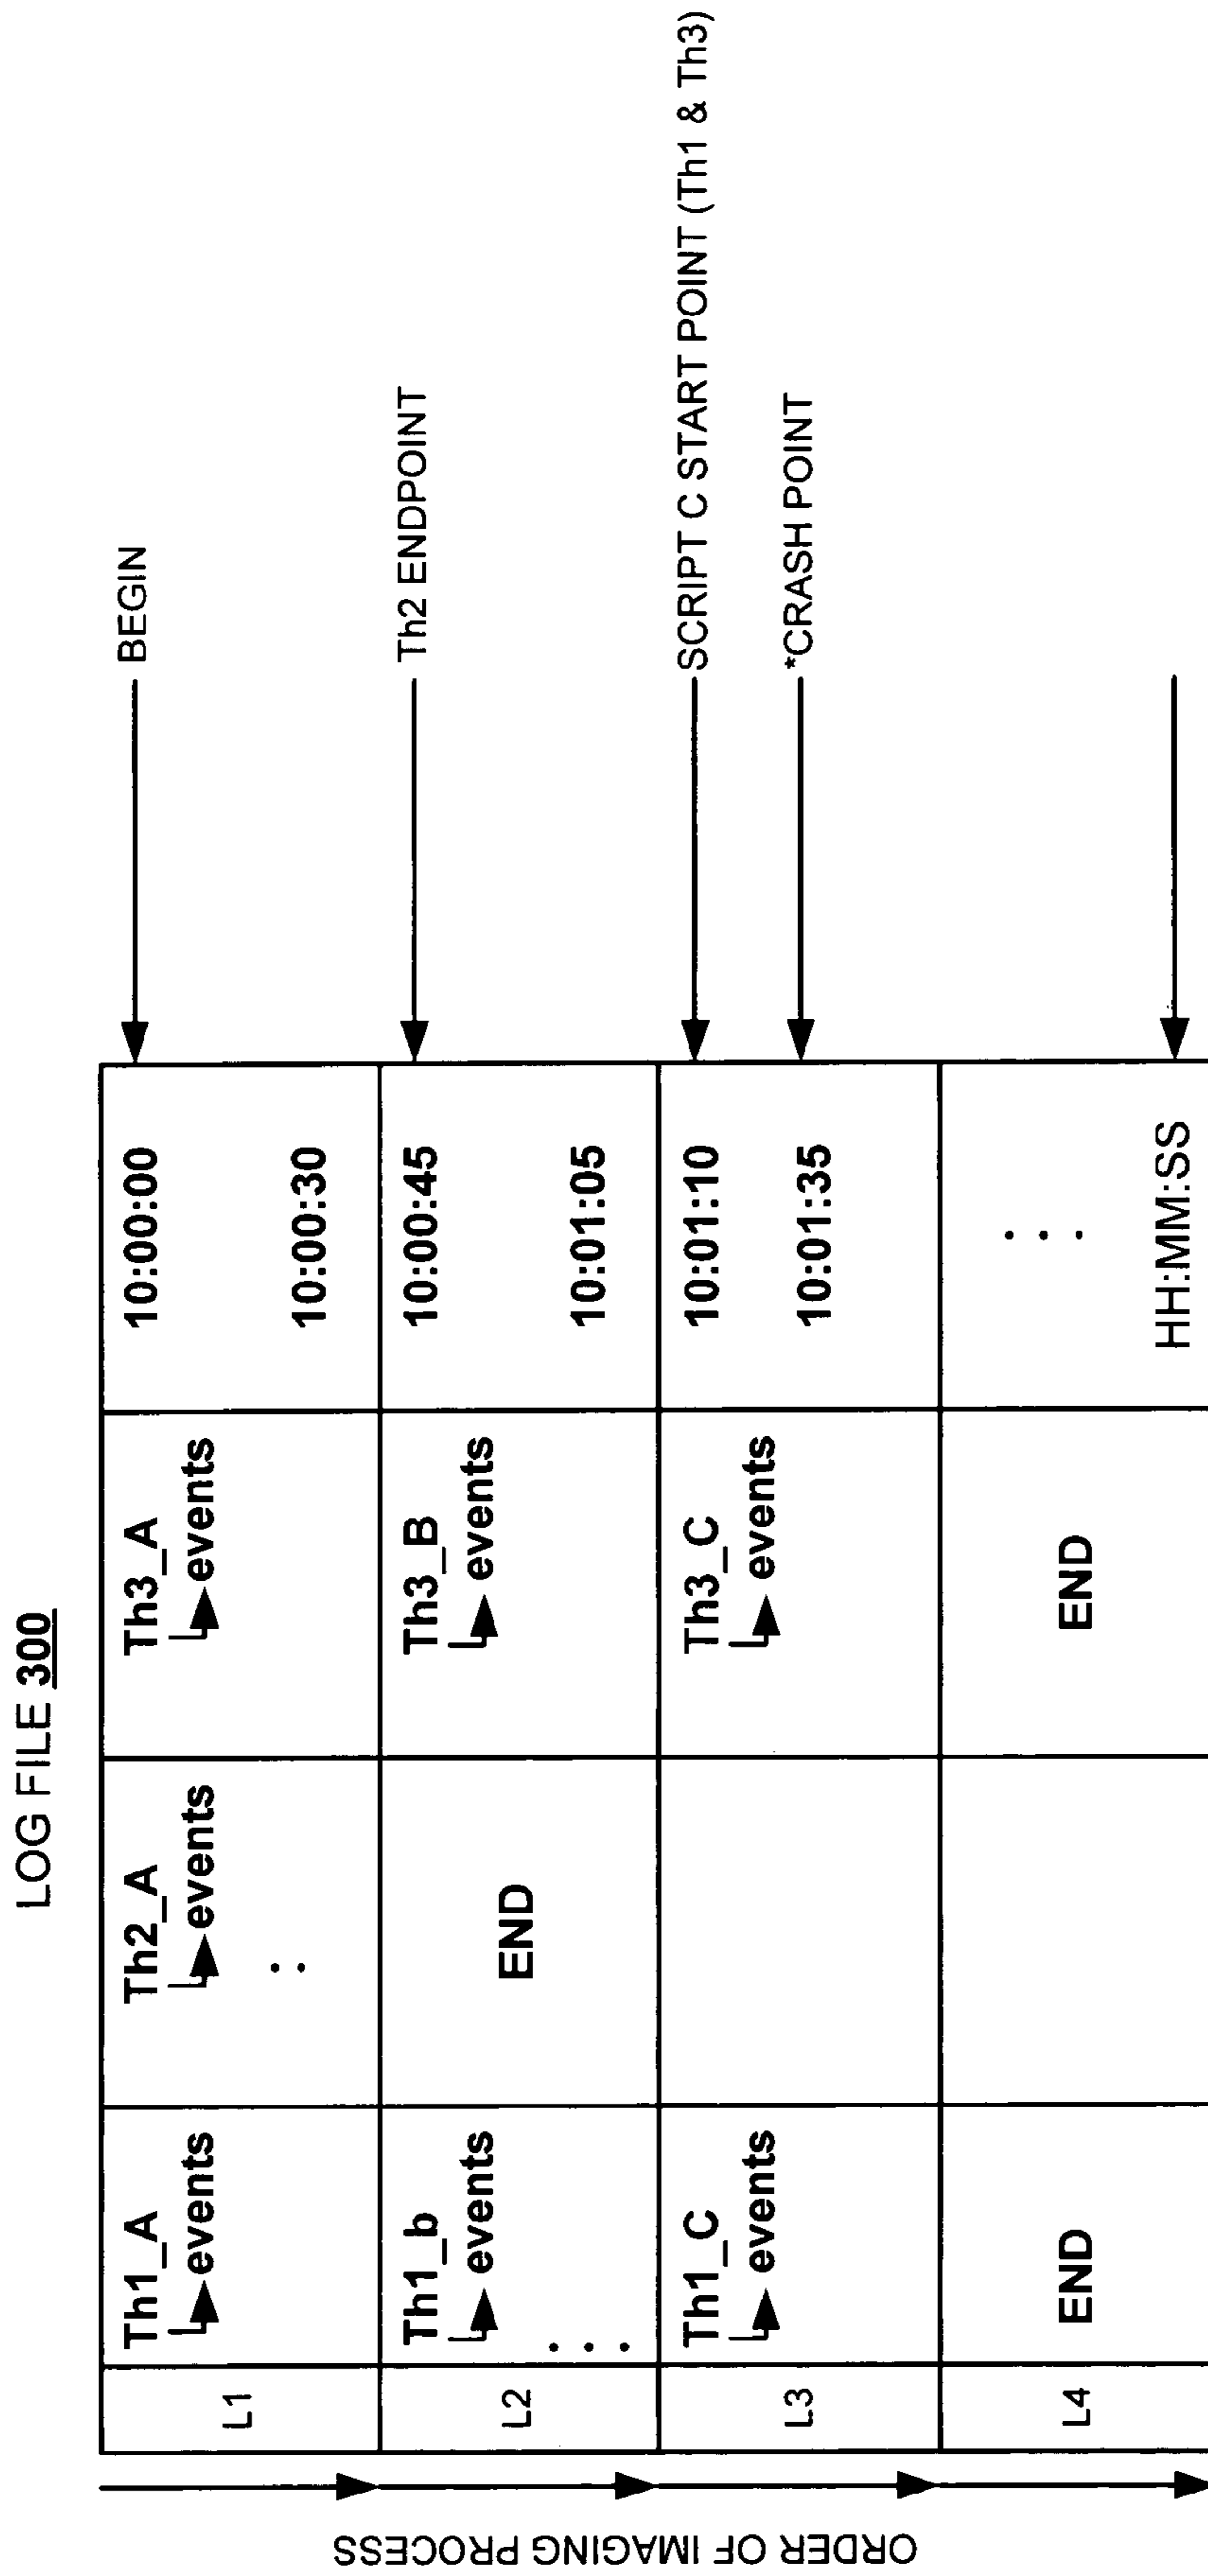 LOG FILE 300
ORDER OF IMAGING PROCESS
L1
Th1_A
events
Th2_A
events
. .
Th3_A
events
10:00:00
10:00:30
BEGIN
L2
Th1_b
events
. . .
END
Th3_B
events
10:00:45
10:01:05
Th2 ENDPOINT
L3
Th1_C
events
Th3_C
events
10:01:10
10:01:35
SCRIPT C START POINT (Th1 & Th3)
*CRASH POINT
L4
END
END
. . .
HH:MM:SS